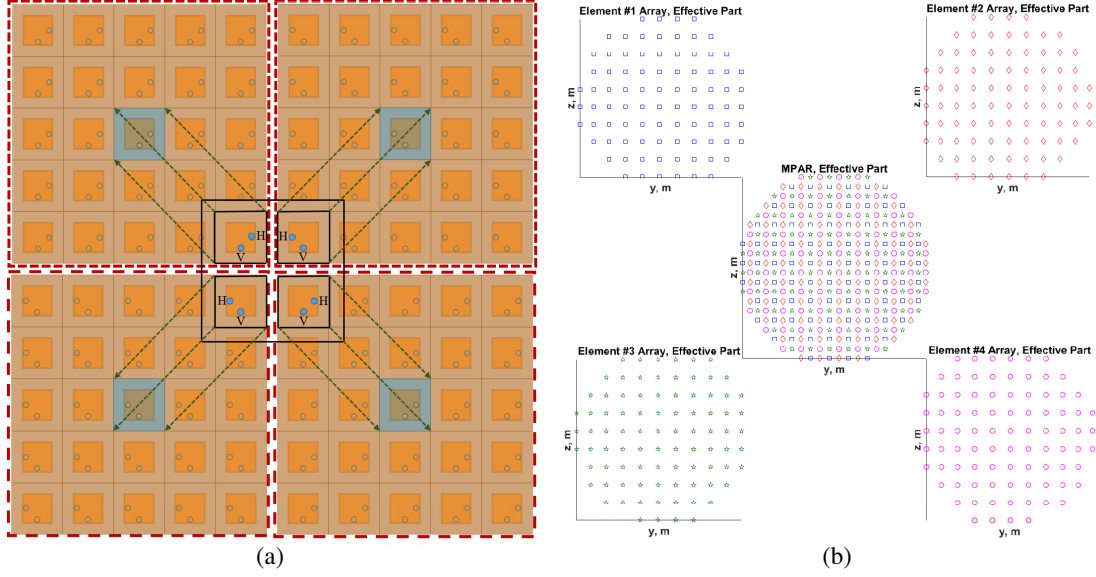 Element #1 Array, Effective Part
z, m
y, m
Element #2 Array, Effective Part
z, m
y, m
MPAR, Effective Part
z, m
y, m
Element #3 Array, Effective Part
z, m
y, m
Element #4 Array, Effective Part
z, m
y, m
H
V
H
V
H
V
H
V
(a)
(b)